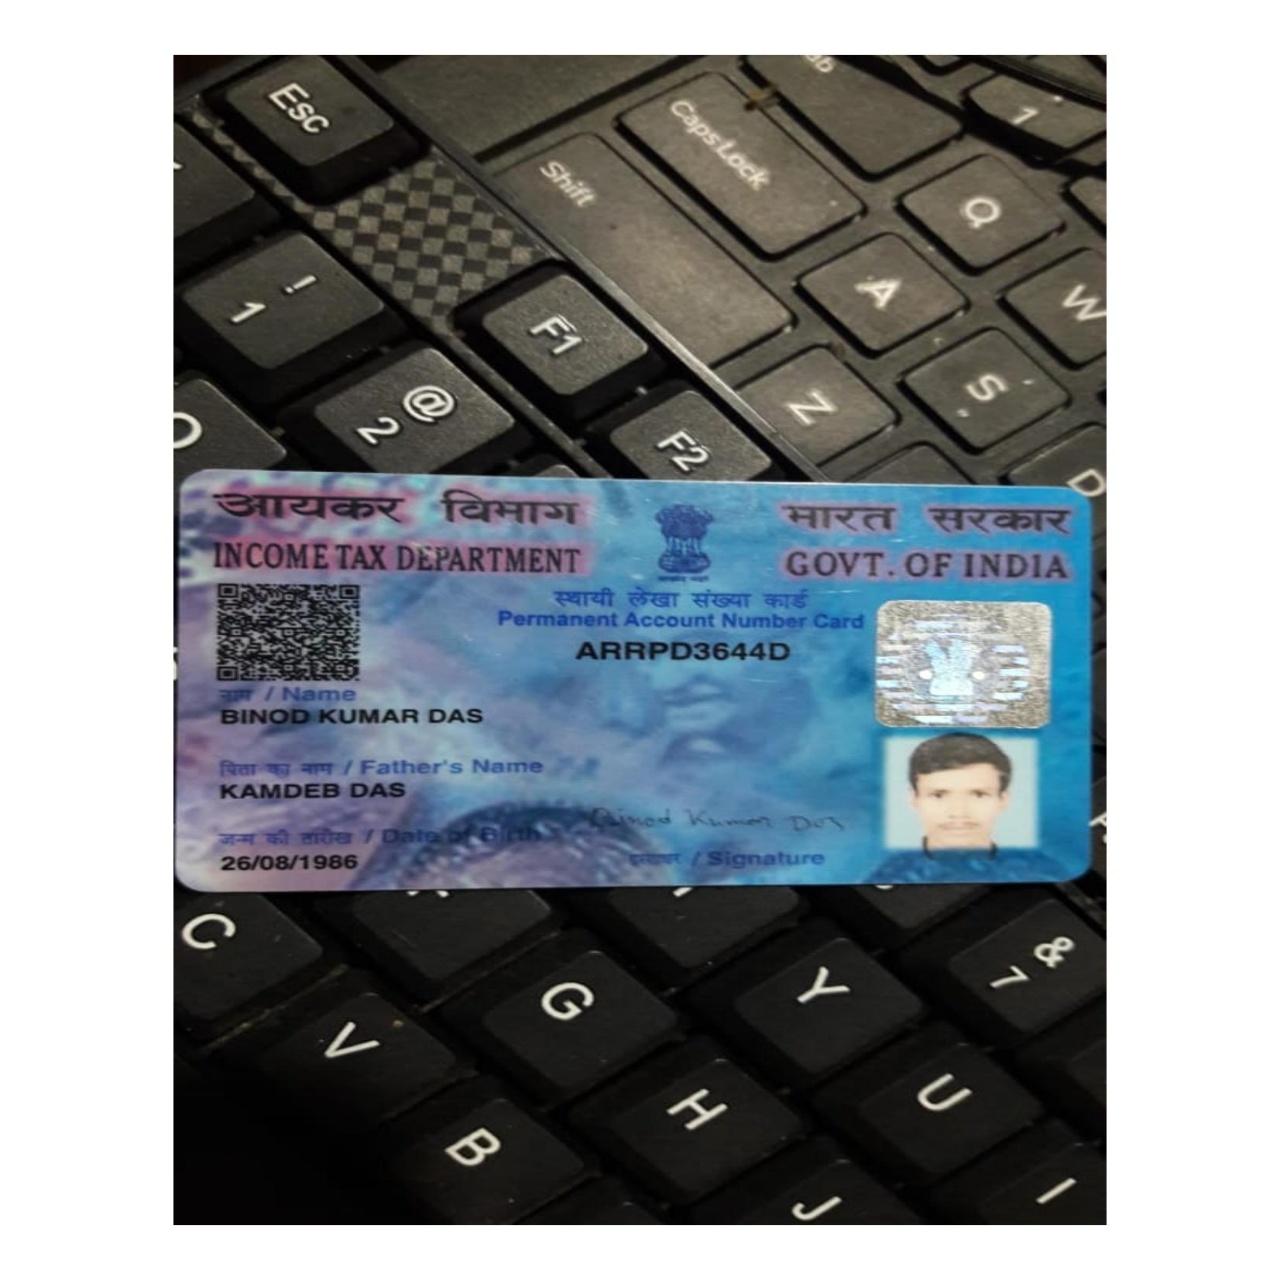 Esc
Caps Lock
Shift
1
Q
! 1
F1
A
W
@ 2
F2
Z
S
D
आयकर विभाग
भारत सरकार
INCOME TAX DEPARTMENT
GOVT. OF INDIA
स्थायी लेखा संख्या कार्ड
Permanent Account Number Card
ARRPD3644D
नाम / Name
BINOD KUMAR DAS
पिता का नाम / Father's Name
KAMDEB DAS
Binod Kumar Das
जन्म की तारीख / Date of Birth
26/08/1986
हस्ताक्षर / Signature
C
G
Y
& 7
V
H
U
B
J
I